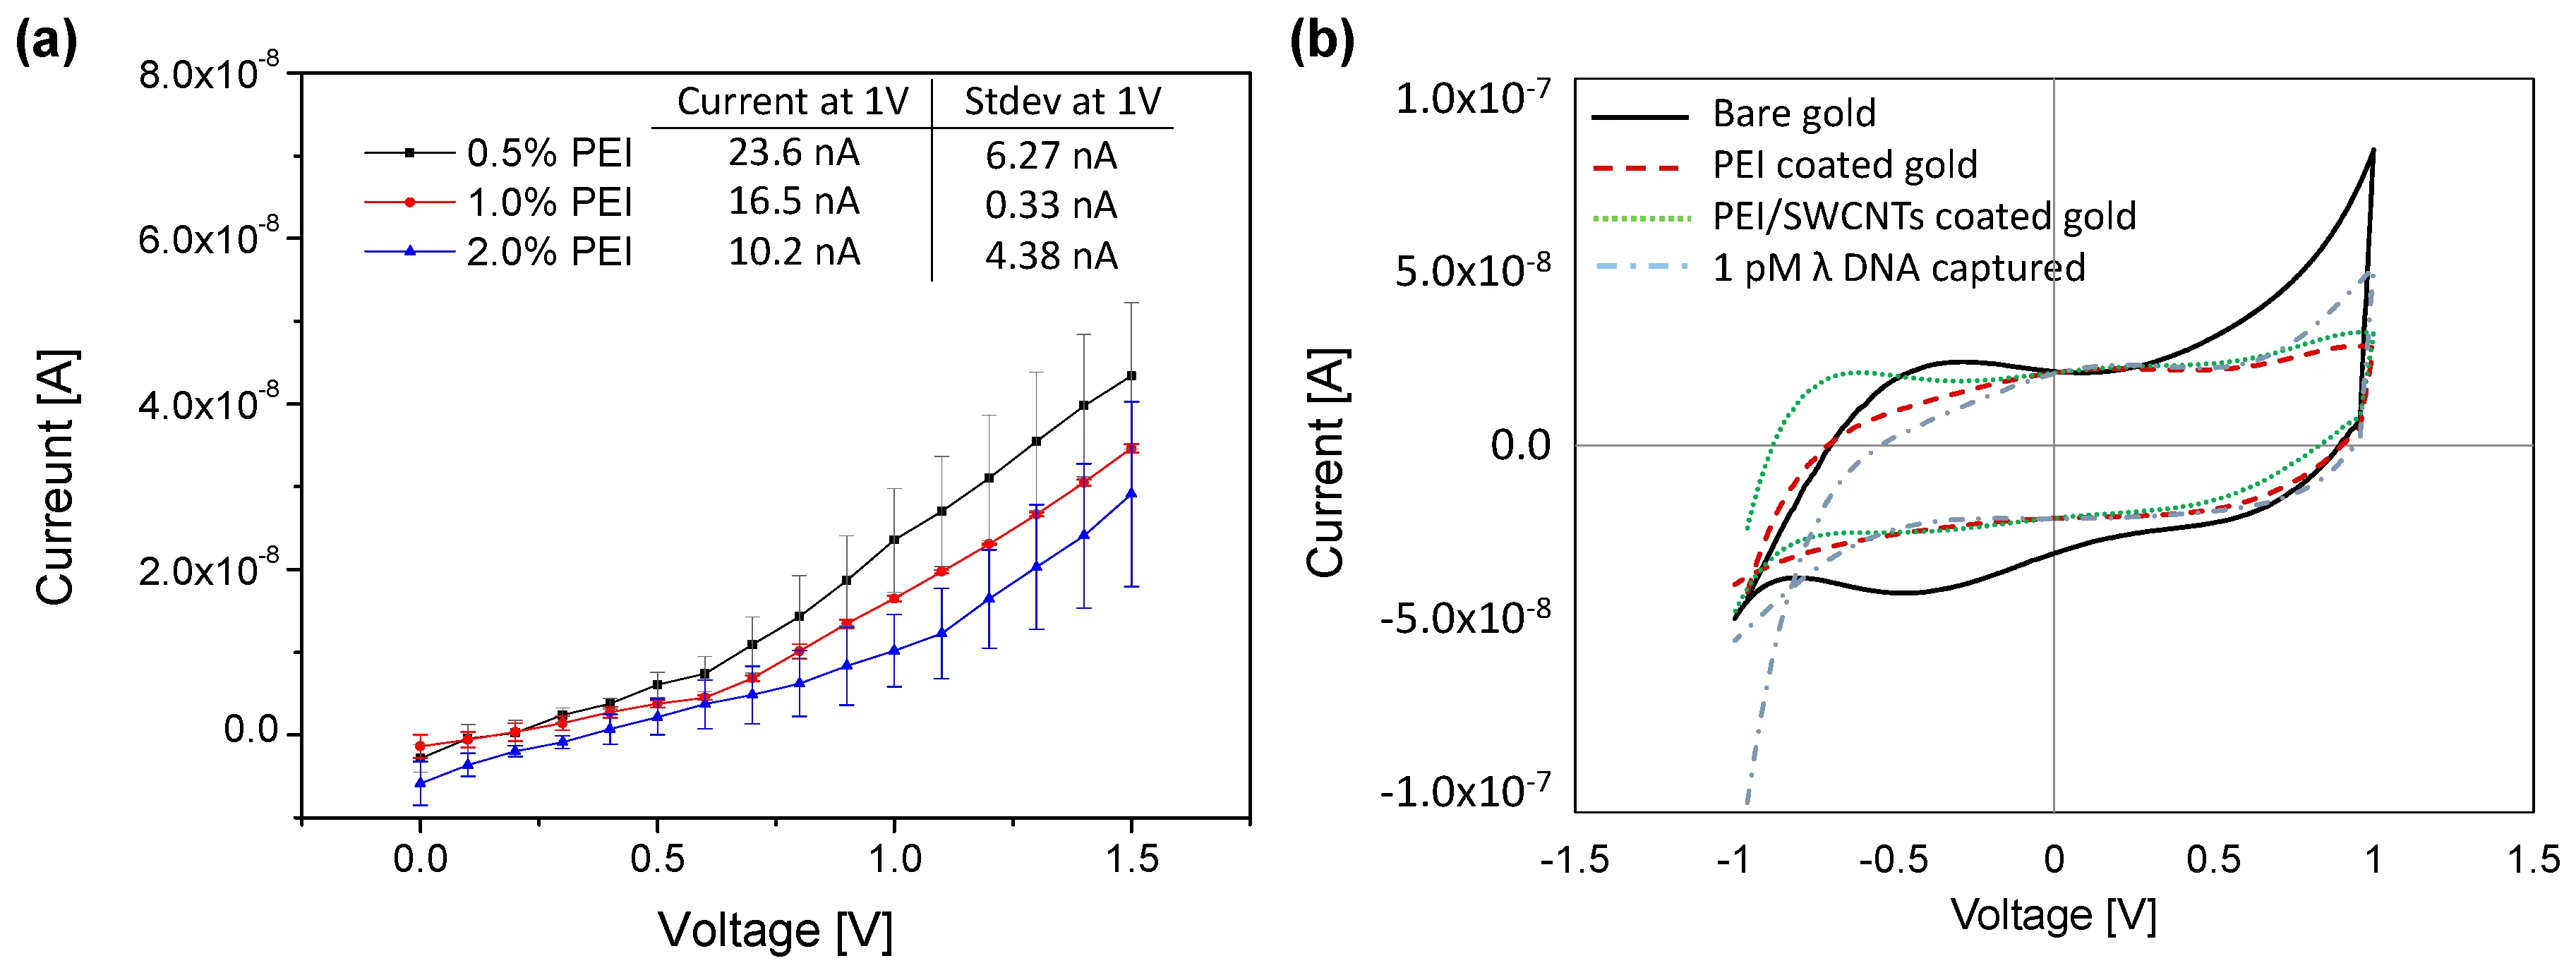 (a)
8.0x10-8
6.0x10-8
4.0x10-8
2.0x10-8
0.0
Curreunt [A]
Current at 1V Stdev at 1V
0.5% PEI 23.6 nA 6.27 nA
1.0% PEI 16.5 nA 0.33 nA
2.0% PEI 10.2 nA 4.38 nA
0.0 0.5 1.0 1.5
Voltage [V]
(b)
1.0x10-7
5.0x10-8
0.0
-5.0x10-8
-1.0x10-7
Current [A]
Bare gold
PEI coated gold
PEI/SWCNTs coated gold
1 pM λ DNA captured
-1.5 -1 -0.5 0 0.5 1 1.5
Voltage [V]